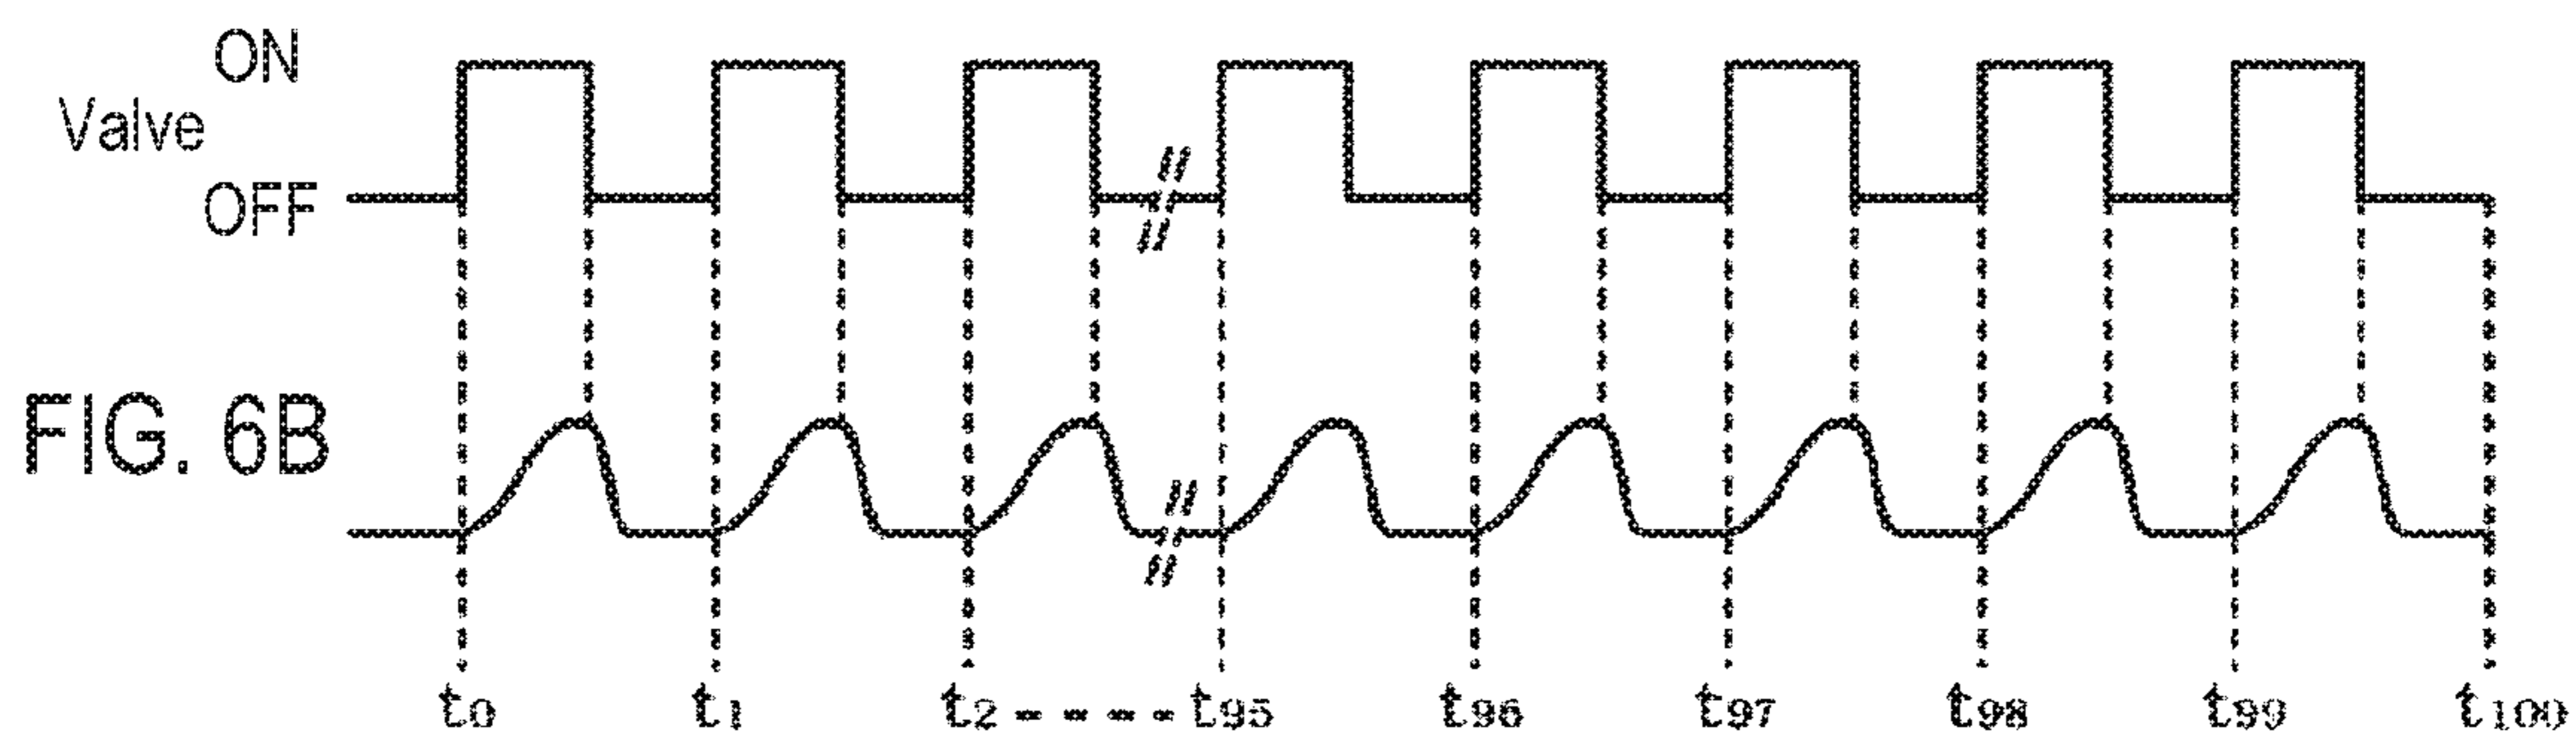 ON
Valve
OFF
FIG. 6B
t0 t1 t2 - - - - t95 t96 t97 t98 t99 t100